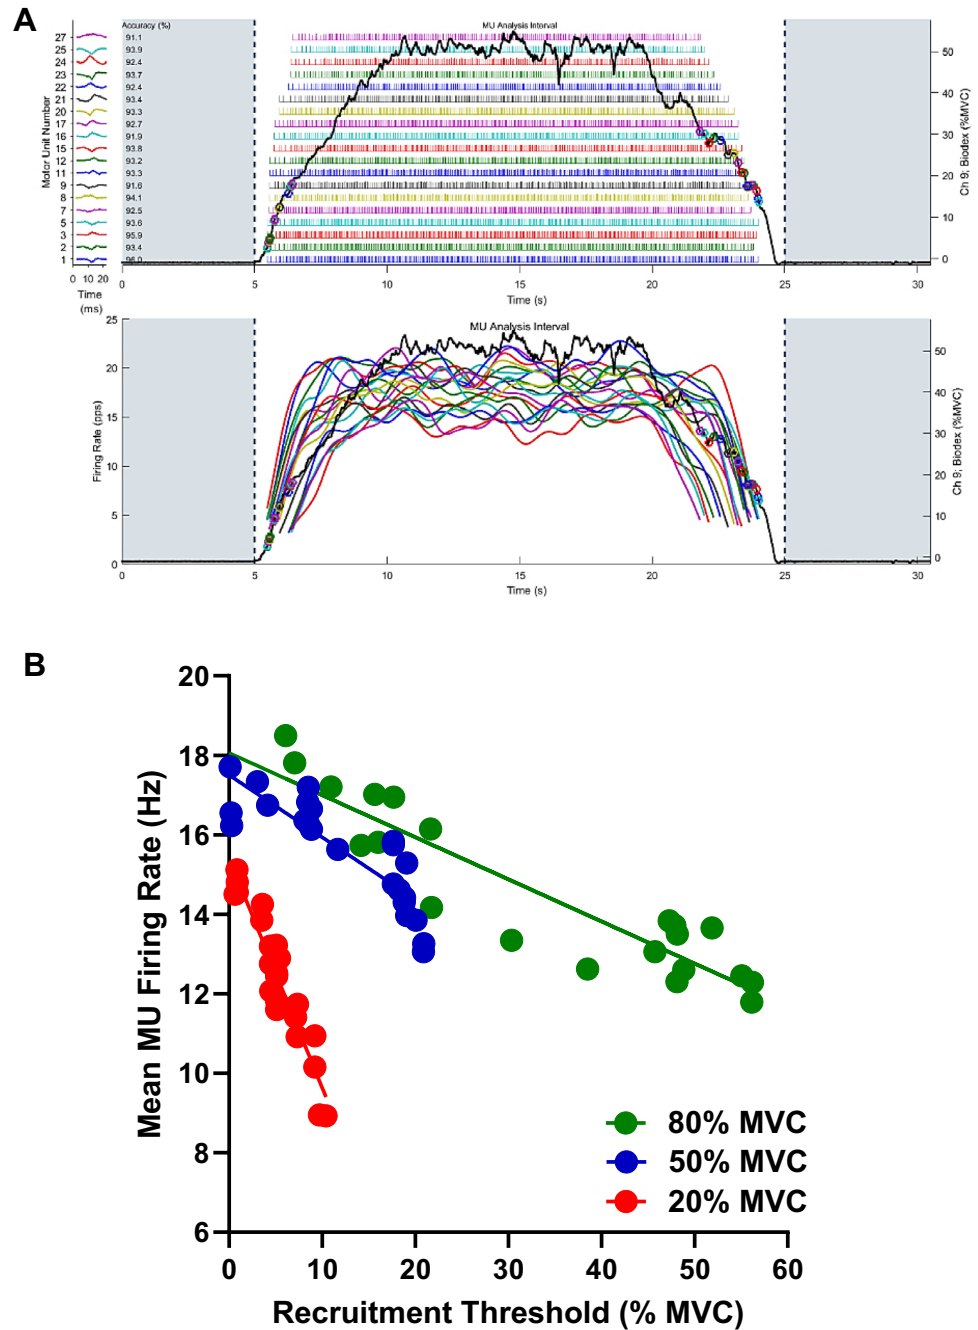 A
Accuracy (%)
MU Analysis Interval
27 91.1
25 93.9
24 92.4
23 93.7
22 92.4
21 93.4
20 93.3
17 92.7
16 91.9
15 93.8
12 93.2
11 93.3
9 91.6
8 94.1
7 92.5
5 93.6
3 95.9
2 93.4
1 96.0
Motor Unit Number
50
40
30
20
10
0
Ch 9; Biodex (%MVC)
0 10 20
Time
(ms)
0 5 10 15 20 25 30
Time (s)
MU Analysis Interval
25
20
15
10
5
0
Firing Rate (pps)
50
40
30
20
10
0
Ch 9; Biodex (%MVC)
0 5 10 15 20 25 30
Time (s)
B
20
18
16
14
12
10
8
6
Mean MU Firing Rate (Hz)
80% MVC
50% MVC
20% MVC
0 10 20 30 40 50 60
Recruitment Threshold (% MVC)